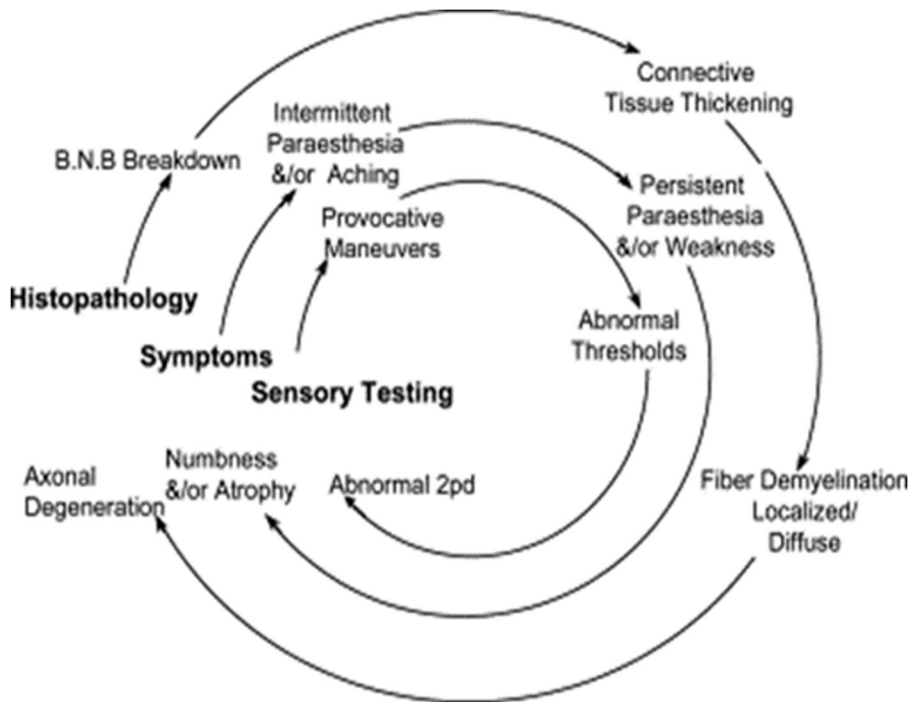 Connective
Tissue Thickening
Intermittent
Paraesthesia
&/or Aching
B.N.B Breakdown
Persistent
Paraesthesia
&/or Weakness
Provocative
Maneuvers
Histopathology
Abnormal
Thresholds
Symptoms
Sensory Testing
Axonal
Degeneration
Numbness
&/or Atrophy
Abnormal 2pd
Fiber Demyelination
Localized/
Diffuse